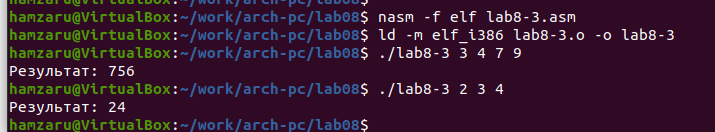 hamzaru@VirtualBox:~/work/arch-pc/lab08$ nasm -f elf lab8-3.asm
hamzaru@VirtualBox:~/work/arch-pc/lab08$ ld -m elf_i386 lab8-3.o -o lab8-3
hamzaru@VirtualBox:~/work/arch-pc/lab08$ ./lab8-3 3 4 7 9
Результат: 756
hamzaru@VirtualBox:~/work/arch-pc/lab08$ ./lab8-3 2 3 4
Результат: 24
hamzaru@VirtualBox:~/work/arch-pc/lab08$